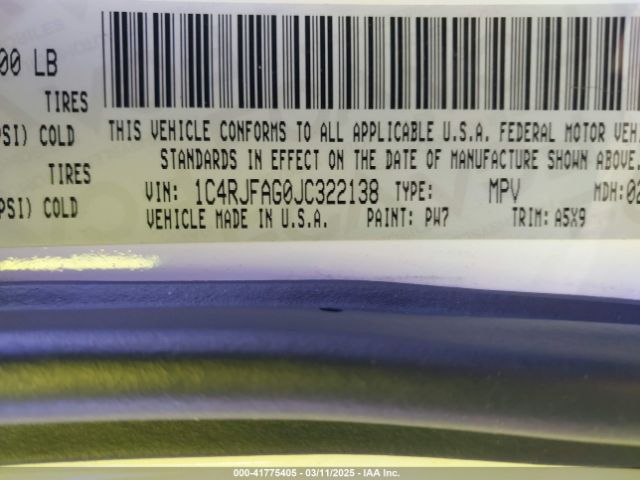 00 LB
TIRES
PSI) COLD
TIRES
PSI) COLD
THIS VEHICLE CONFORMS TO ALL APPLICABLE U.S.A. FEDERAL MOTOR VEH
STANDARDS IN EFFECT ON THE DATE OF MANUFACTURE SHOWN ABOVE.
VIN: 1C4RJFAG0JC322138 TYPE: MPV MDH:02
VEHICLE MADE IN U.S.A. PAINT: PW7 TRIM: A5X9
000-41775405 - 03/11/2025 - IAA Inc.